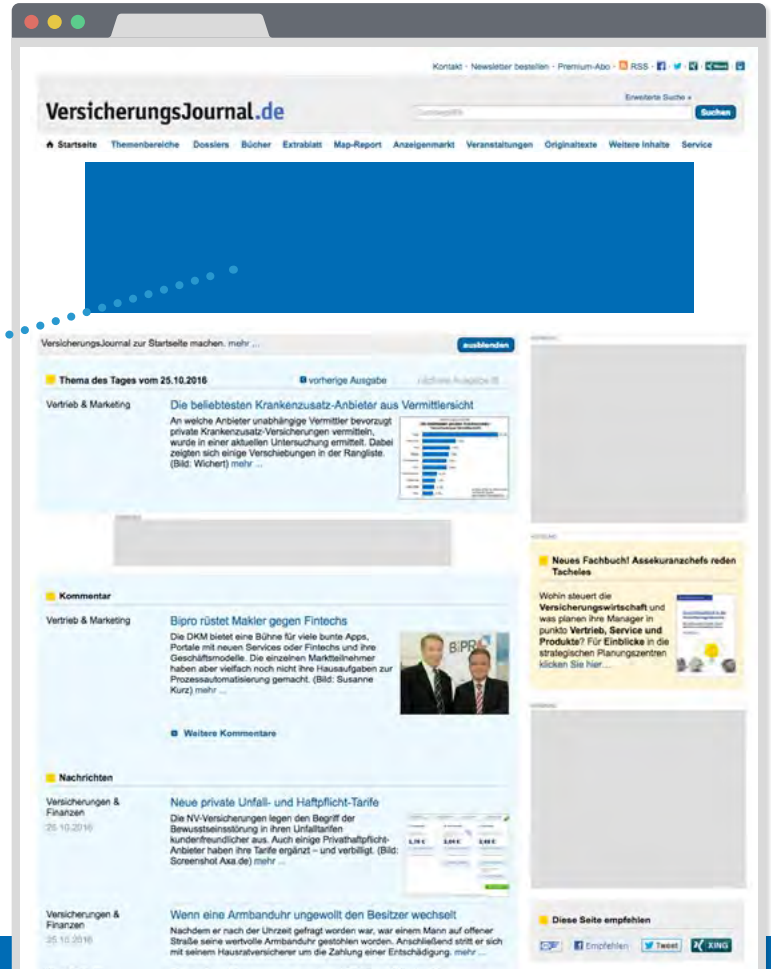 Kontakt · Newsletter bestellen · Premium-Abo · RSS ·
Erweiterte Suche »
VersicherungsJournal.de
Suchbegriffe
Suchen
Startseite Themenbereiche Dossiers Bücher Extrablatt Map-Report Anzeigenmarkt Veranstaltungen Originaltexte Weitere Inhalte Service
VersicherungsJournal zur Startseite machen. mehr ...
ausblenden
Thema des Tages vom 25.10.2016
vorherige Ausgabe
nächste Ausgabe
Vertrieb & Marketing
Die beliebtesten Krankenzusatz-Anbieter aus Vermittlersicht
An welche Anbieter unabhängige Vermittler bevorzugt
private Krankenzusatz-Versicherungen vermitteln,
wurde in einer aktuellen Untersuchung ermittelt. Dabei
zeigten sich einige Verschiebungen in der Rangliste.
(Bild: Wichert) mehr ...
Kommentar
Vertrieb & Marketing
Bipro rüstet Makler gegen Fintechs
Die DKM bietet eine Bühne für viele bunte Apps,
Portale mit neuen Services oder Fintechs und ihre
Geschäftsmodelle. Die einzelnen Marktteilnehmer
haben aber vielfach noch nicht ihre Hausaufgaben zur
Prozessautomatisierung gemacht. (Bild: Susanne
Kurz) mehr ...
BiPRO
Weitere Kommentare
Nachrichten
Versicherungen &
Finanzen
25.10.2016
Neue private Unfall- und Haftpflicht-Tarife
Die NV-Versicherungen legen den Begriff der
Bewusstseinsstörung in ihren Unfalltarifen
kundenfreundlicher aus. Auch einige Privathaftpflicht-
Anbieter haben ihre Tarife ergänzt – und verbilligt. (Bild:
Screenshot Axa.de) mehr ...
Versicherungen &
Finanzen
25.10.2016
Wenn eine Armbanduhr ungewollt den Besitzer wechselt
Nachdem er nach der Uhrzeit gefragt worden war, war einem Mann auf offener
Straße seine wertvolle Armbanduhr gestohlen worden. Anschließend stritt er sich
mit seinem Hausratversicherer um die Zahlung einer Entschädigung. mehr ...
Neues Fachbuch! Assekuranzchefs reden
Tacheles
Wohin steuert die
Versicherungswirtschaft und
was planen ihre Manager in
punkto Vertrieb, Service und
Produkte? Für Einblicke in die
strategischen Planungszentren
klicken Sie hier...
Diese Seite empfehlen
Empfehlen
Tweet
XING